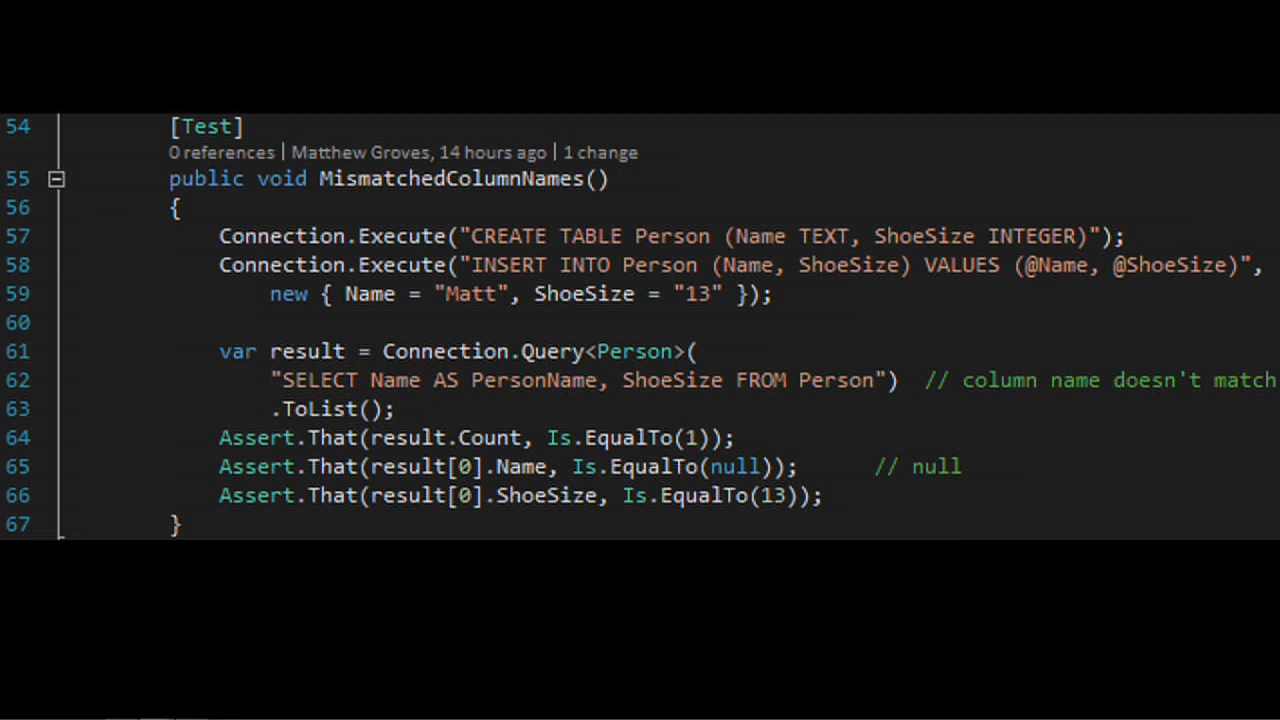 54 [Test]
0 references | Matthew Groves, 14 hours ago | 1 change
55 public void MismatchedColumnNames()
56 {
57 Connection.Execute("CREATE TABLE Person (Name TEXT, ShoeSize INTEGER)");
58 Connection.Execute("INSERT INTO Person (Name, ShoeSize) VALUES (@Name, @ShoeSize)",
59 new { Name = "Matt", ShoeSize = "13" });
60
61 var result = Connection.Query<Person>(
62 "SELECT Name AS PersonName, ShoeSize FROM Person") // column name doesn't match
63 .ToList();
64 Assert.That(result.Count, Is.EqualTo(1));
65 Assert.That(result[0].Name, Is.EqualTo(null)); // null
66 Assert.That(result[0].ShoeSize, Is.EqualTo(13));
67 }